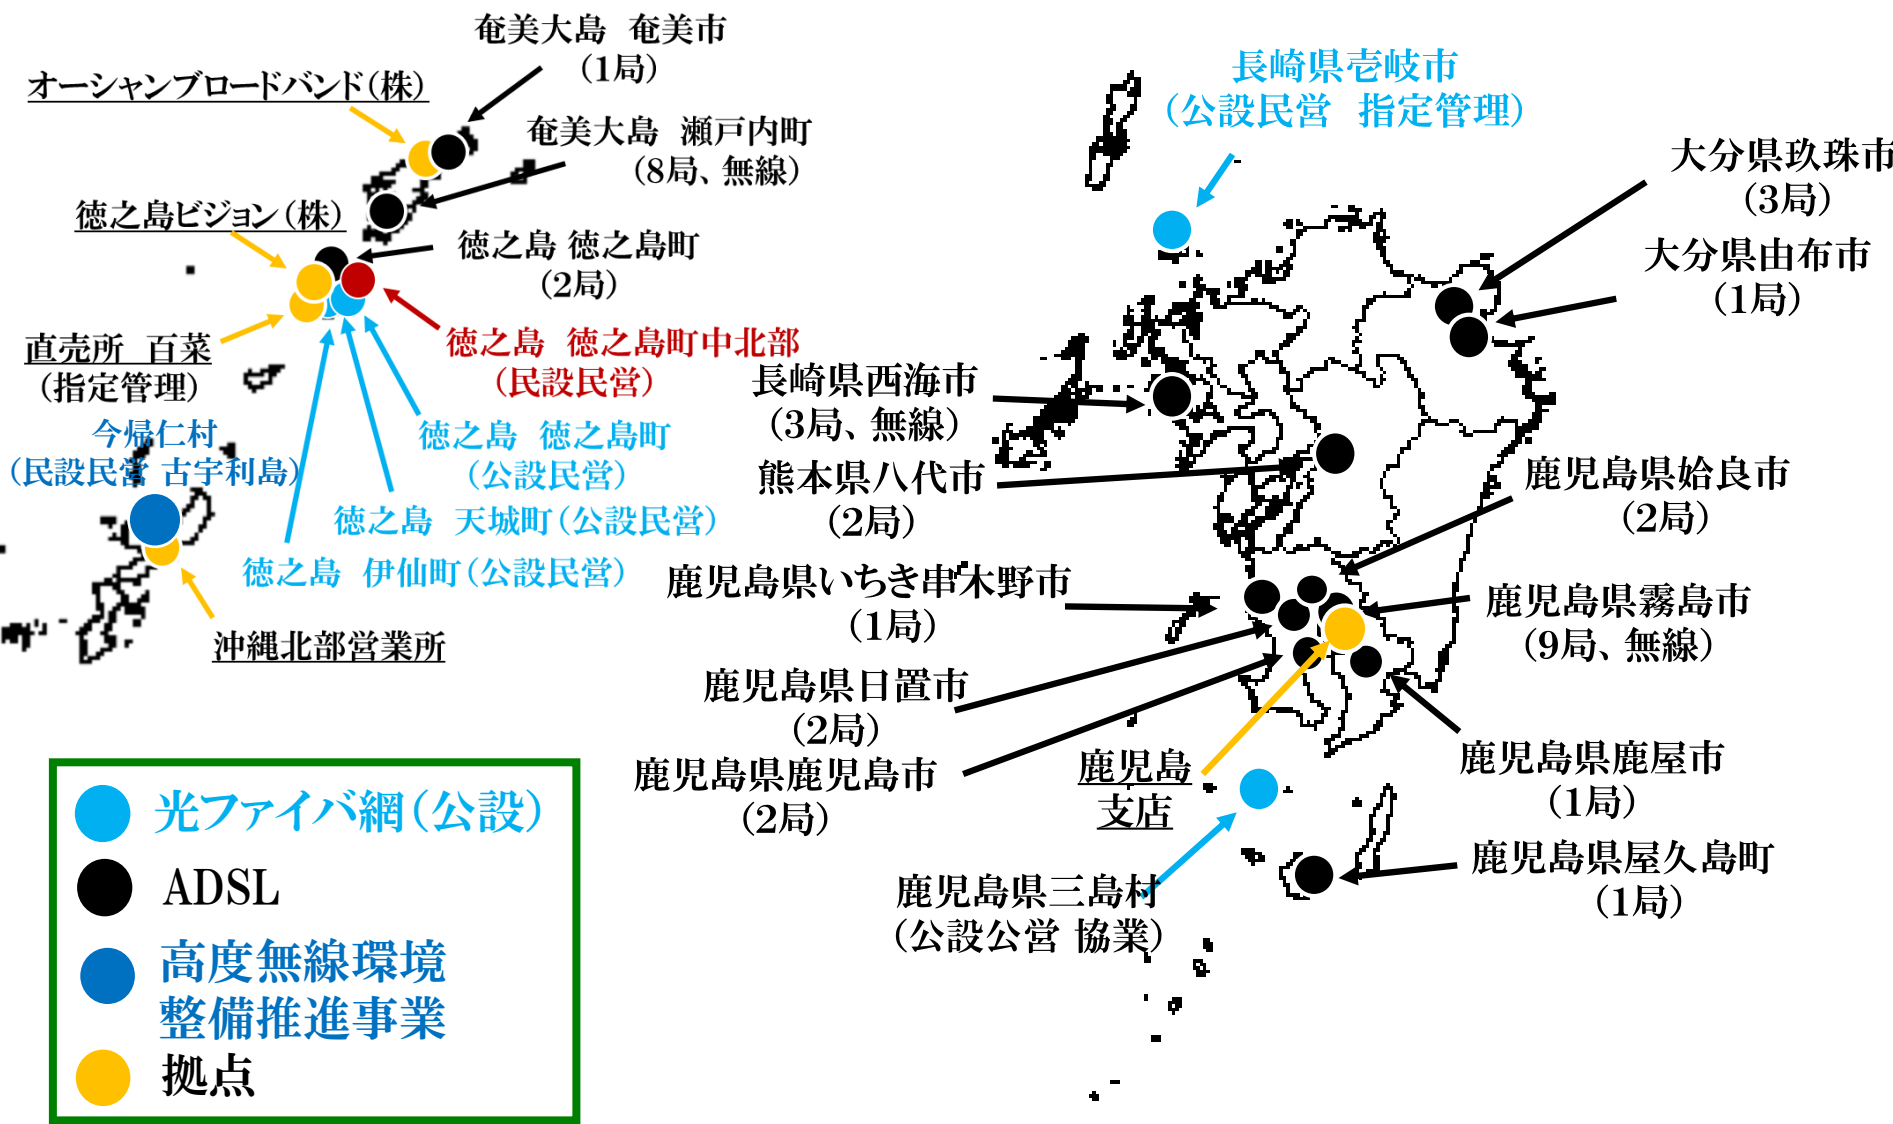 奄美大島 奄美市
(1局)
オーシャンブロードバンド(株)
奄美大島 瀬戸内町
(8局、無線)
徳之島ビジョン(株)
徳之島 徳之島町
(2局)
直売所 百菜
(指定管理)
徳之島 徳之島町中北部
(民設民営)
今帰仁村
(民設民営 古宇利島)
徳之島 徳之島町
(公設民営)
徳之島 天城町(公設民営)
徳之島 伊仙町(公設民営)
沖縄北部営業所
長崎県壱岐市
(公設民営 指定管理)
大分県玖珠市
(3局)
大分県由布市
(1局)
長崎県西海市
(3局、無線)
熊本県八代市
(2局)
鹿児島県姶良市
(2局)
鹿児島県いちき串木野市
(1局)
鹿児島県霧島市
(9局、無線)
鹿児島県日置市
(2局)
鹿児島県鹿児島市
(2局)
鹿児島
支店
鹿児島県鹿屋市
(1局)
鹿児島県屋久島町
(1局)
鹿児島県三島村
(公設公営 協業)
光ファイバ網(公設)
ADSL
高度無線環境
整備推進事業
拠点